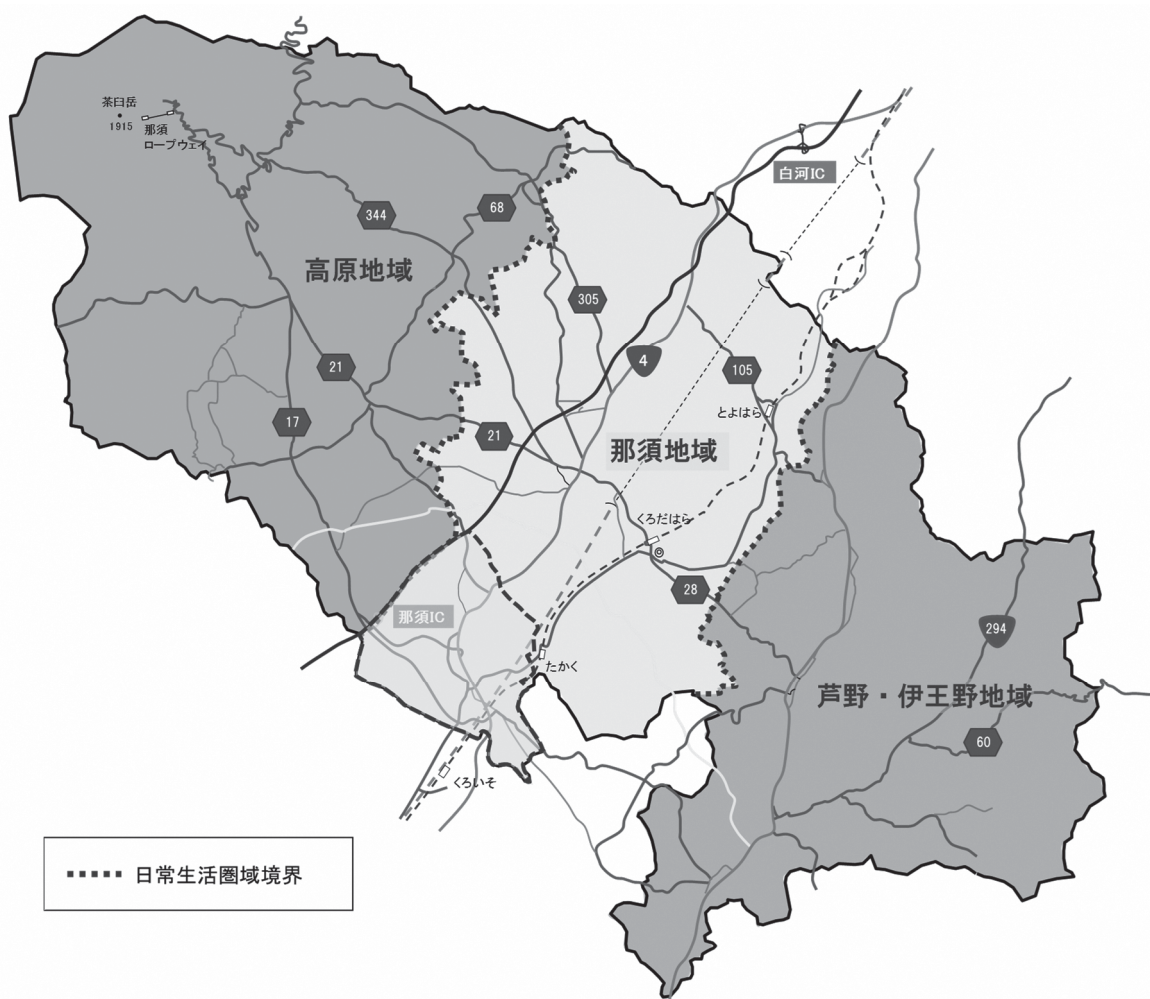 茶臼岳
1915
那須
ロープウェイ
白河IC
344
68
高原地域
305
4
21
105
とよはら
17
21
那須地域
くろだはら
28
那須IC
294
たかく
芦野・伊王野地域
60
くろいそ
日常生活圏域境界